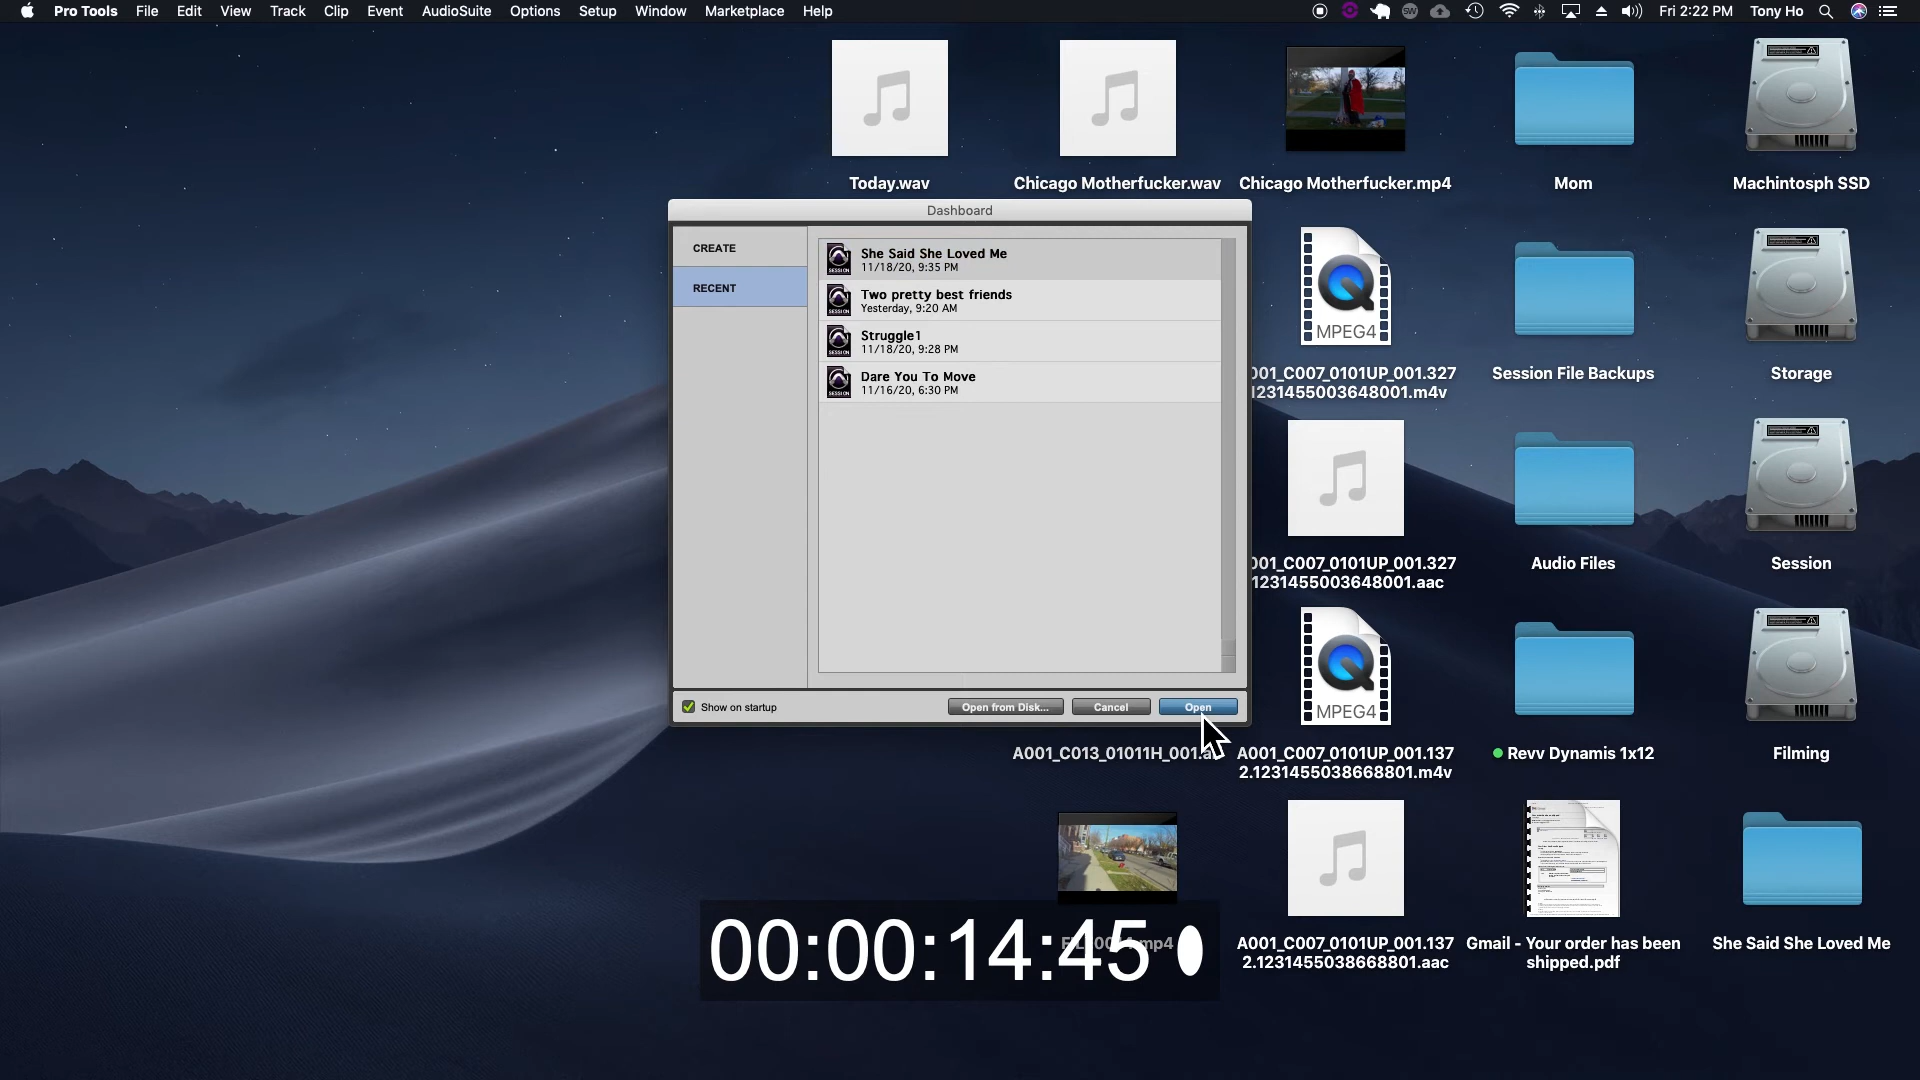 Pro Tools File Edit View Track Clip Event AudioSuite Options Setup Window Marketplace Help Fri 2:22 PM Tony Ho
Today.wav
Chicago Motherfucker.wav
Chicago Motherfucker.mp4
Mom
Machintosph SSD
Dashboard
CREATE
RECENT
She Said She Loved Me
11/18/20, 9:35 PM
Two pretty best friends
Yesterday, 9:20 AM
Struggle1
11/18/20, 9:28 PM
Dare You To Move
11/16/20, 6:30 PM
SESSION
SESSION
SESSION
SESSION
Show on startup
Open from Disk...
Cancel
Open
MPEG4
001_C007_0101UP_001.327
1231455003648001.m4v
Session File Backups
Storage
001_C007_0101UP_001.327
1231455003648001.aac
Audio Files
Session
MPEG4
A001_C013_01011H_001.a
A001_C007_0101UP_001.137
2.1231455038668801.m4v
Revv Dynamis 1x12
Filming
00:00:14:45
A001_C007_0101UP_001.137
2.1231455038668801.aac
Gmail - Your order has been
shipped.pdf
She Said She Loved Me